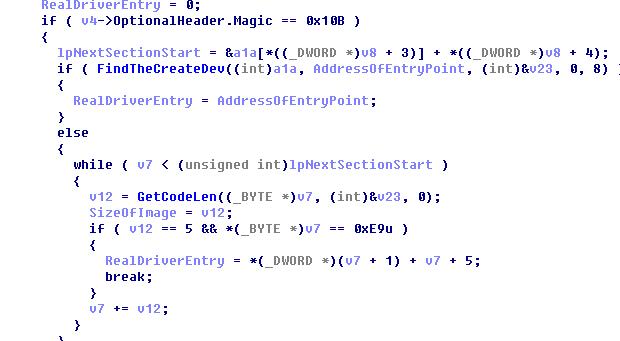 RealDriverEntry = 0;
if ( v4->OptionalHeader.Magic == 0x10B )
{
lpNextSectionStart = &a1a[*((_DWORD *)v8 + 3)] + *((_DWORD *)v8 + 4);
if ( FindTheCreateDev((int)a1a, AddressOfEntryPoint, (int)&v23, 0, 8) )
{
RealDriverEntry = AddressOfEntryPoint;
}
else
{
while ( v7 < (unsigned int)lpNextSectionStart )
{
v12 = GetCodeLen((_BYTE *)v7, (int)&v23, 0);
SizeOfImage = v12;
if ( v12 == 5 && *(_BYTE *)v7 == 0xE9u )
{
RealDriverEntry = *(_DWORD *)(v7 + 1) + v7 + 5;
break;
}
v7 += v12;
}
}